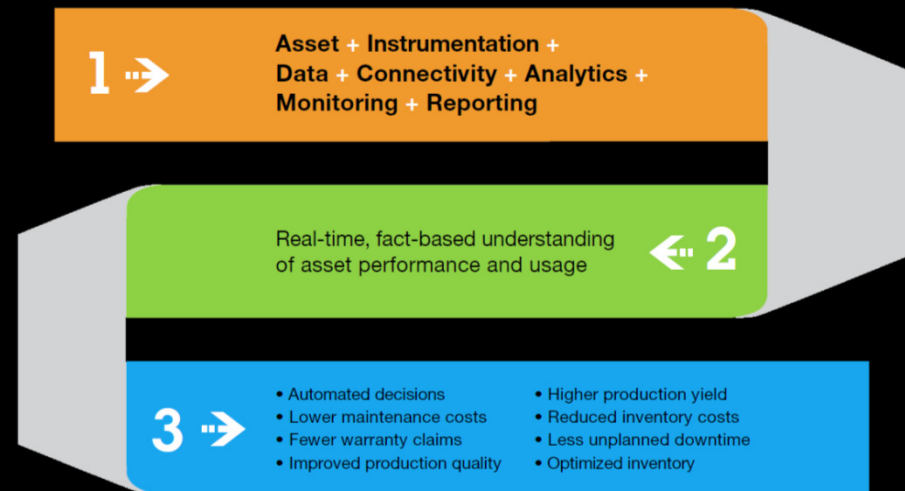 1
Asset + Instrumentation +
Data + Connectivity + Analytics +
Monitoring + Reporting
Real-time, fact-based understanding
of asset performance and usage
2
3
• Automated decisions
• Lower maintenance costs
• Fewer warranty claims
• Improved production quality
• Higher production yield
• Reduced inventory costs
• Less unplanned downtime
• Optimized inventory